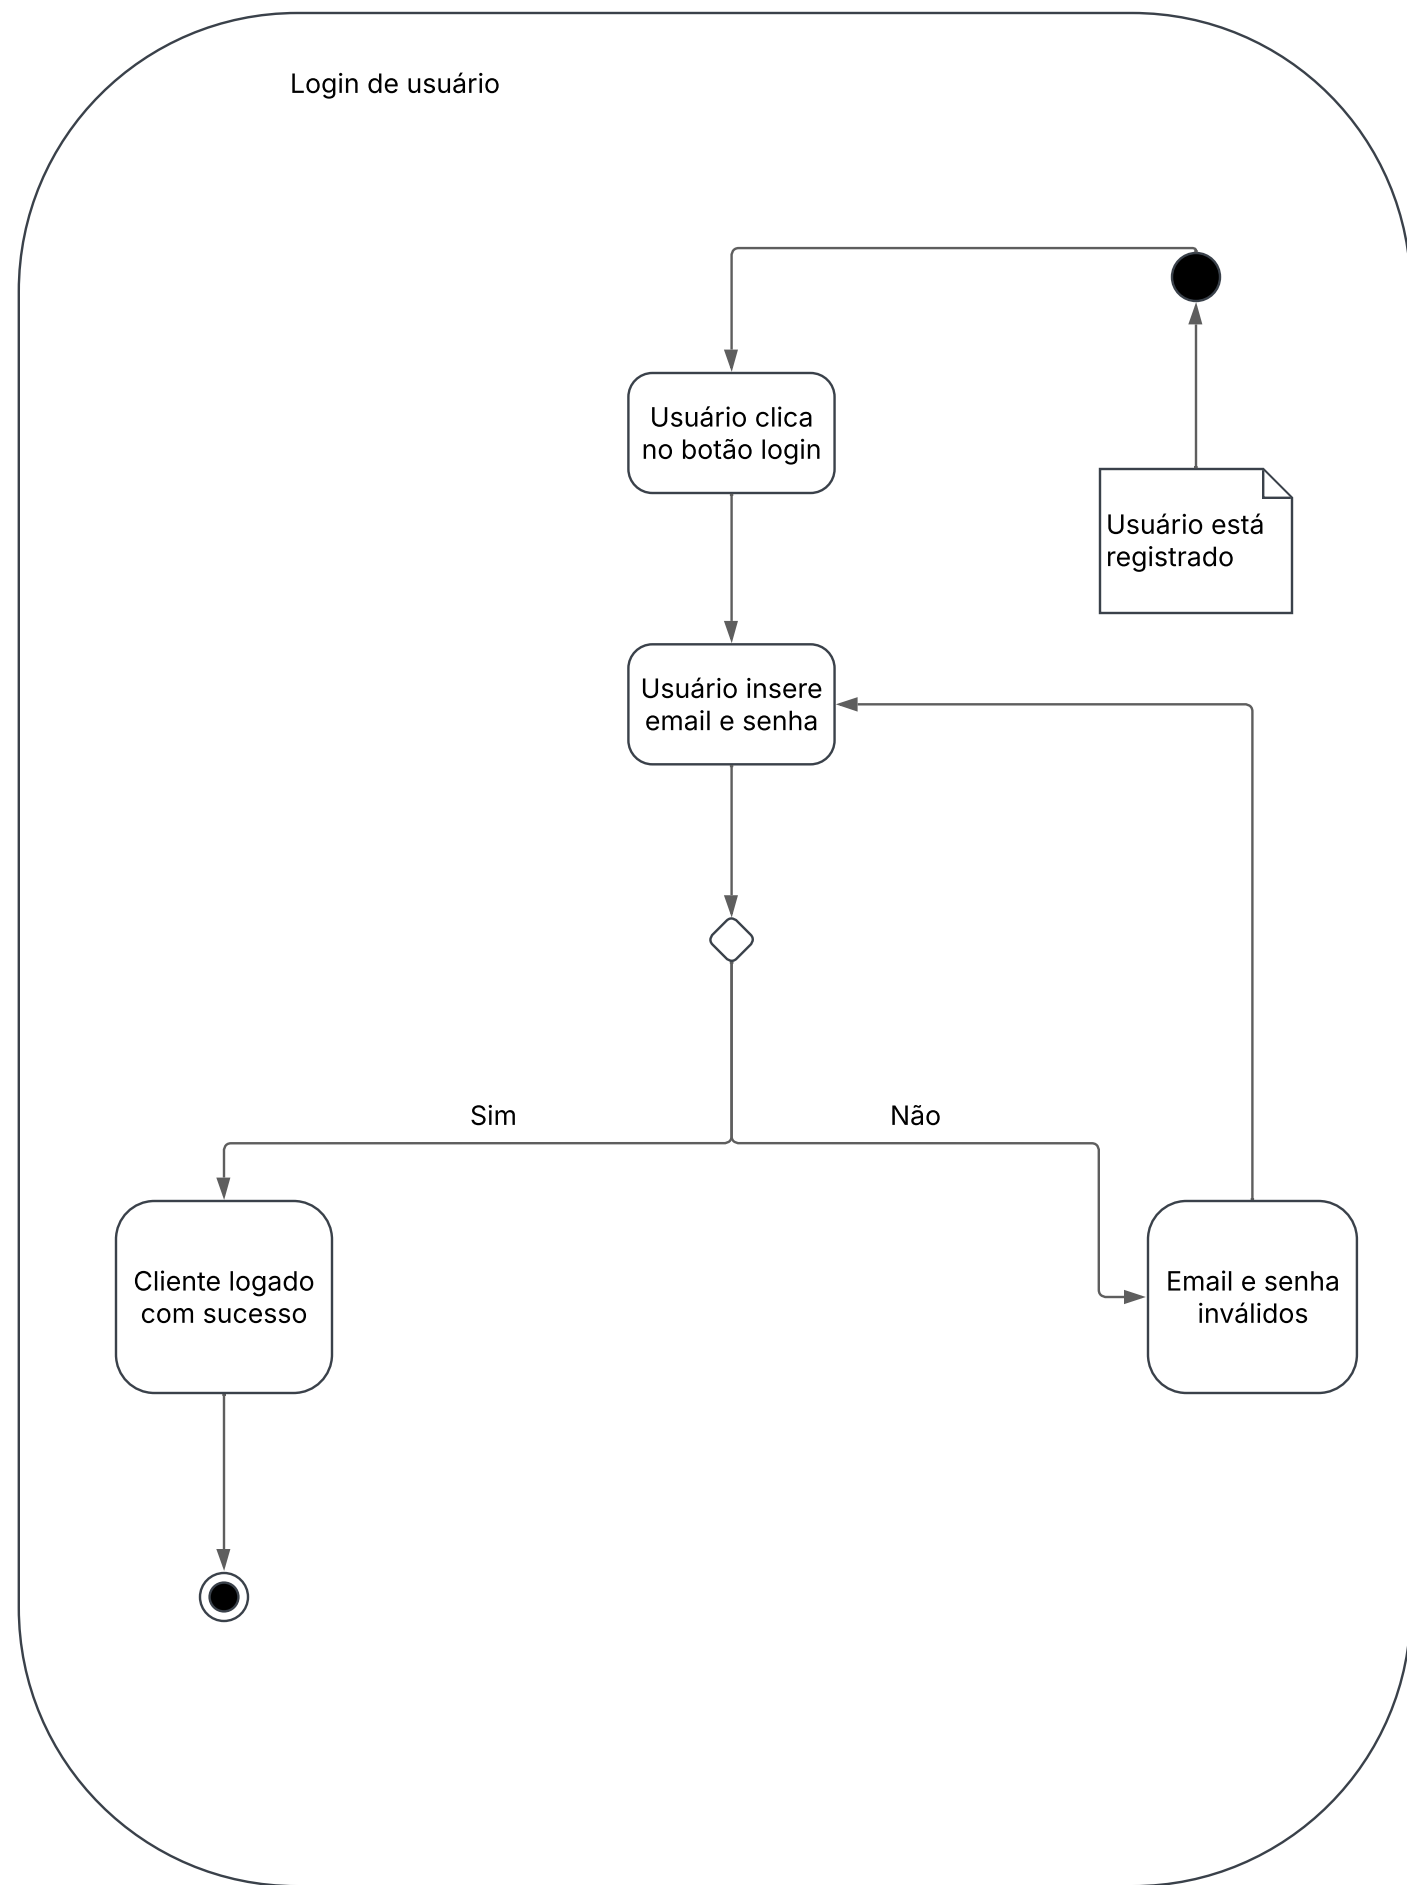 Login de usuário
Usuário clica
no botão login
Usuário está
registrado
Usuário insere
email e senha
Sim
Não
Cliente logado
com sucesso
Email e senha
inválidos